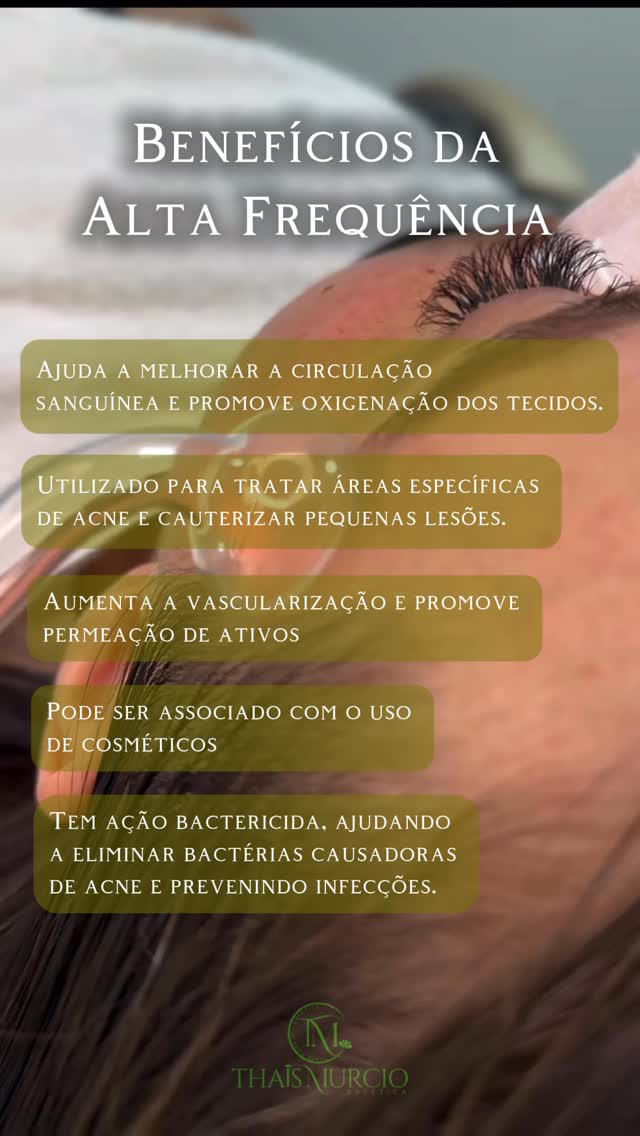 Benefícios da
Alta Frequência
Ajuda a melhorar a circulação
sanguínea e promove oxigenação dos tecidos.
Utilizado para tratar áreas específicas
de acne e cauterizar pequenas lesões.
Aumenta a vascularização e promove
permeação de ativos
Pode ser associado com o uso
de cosméticos
Tem ação bactericida, ajudando
a eliminar bactérias causadoras
de acne e prevenindo infecções.
TM
Thaís Murcio
Estética